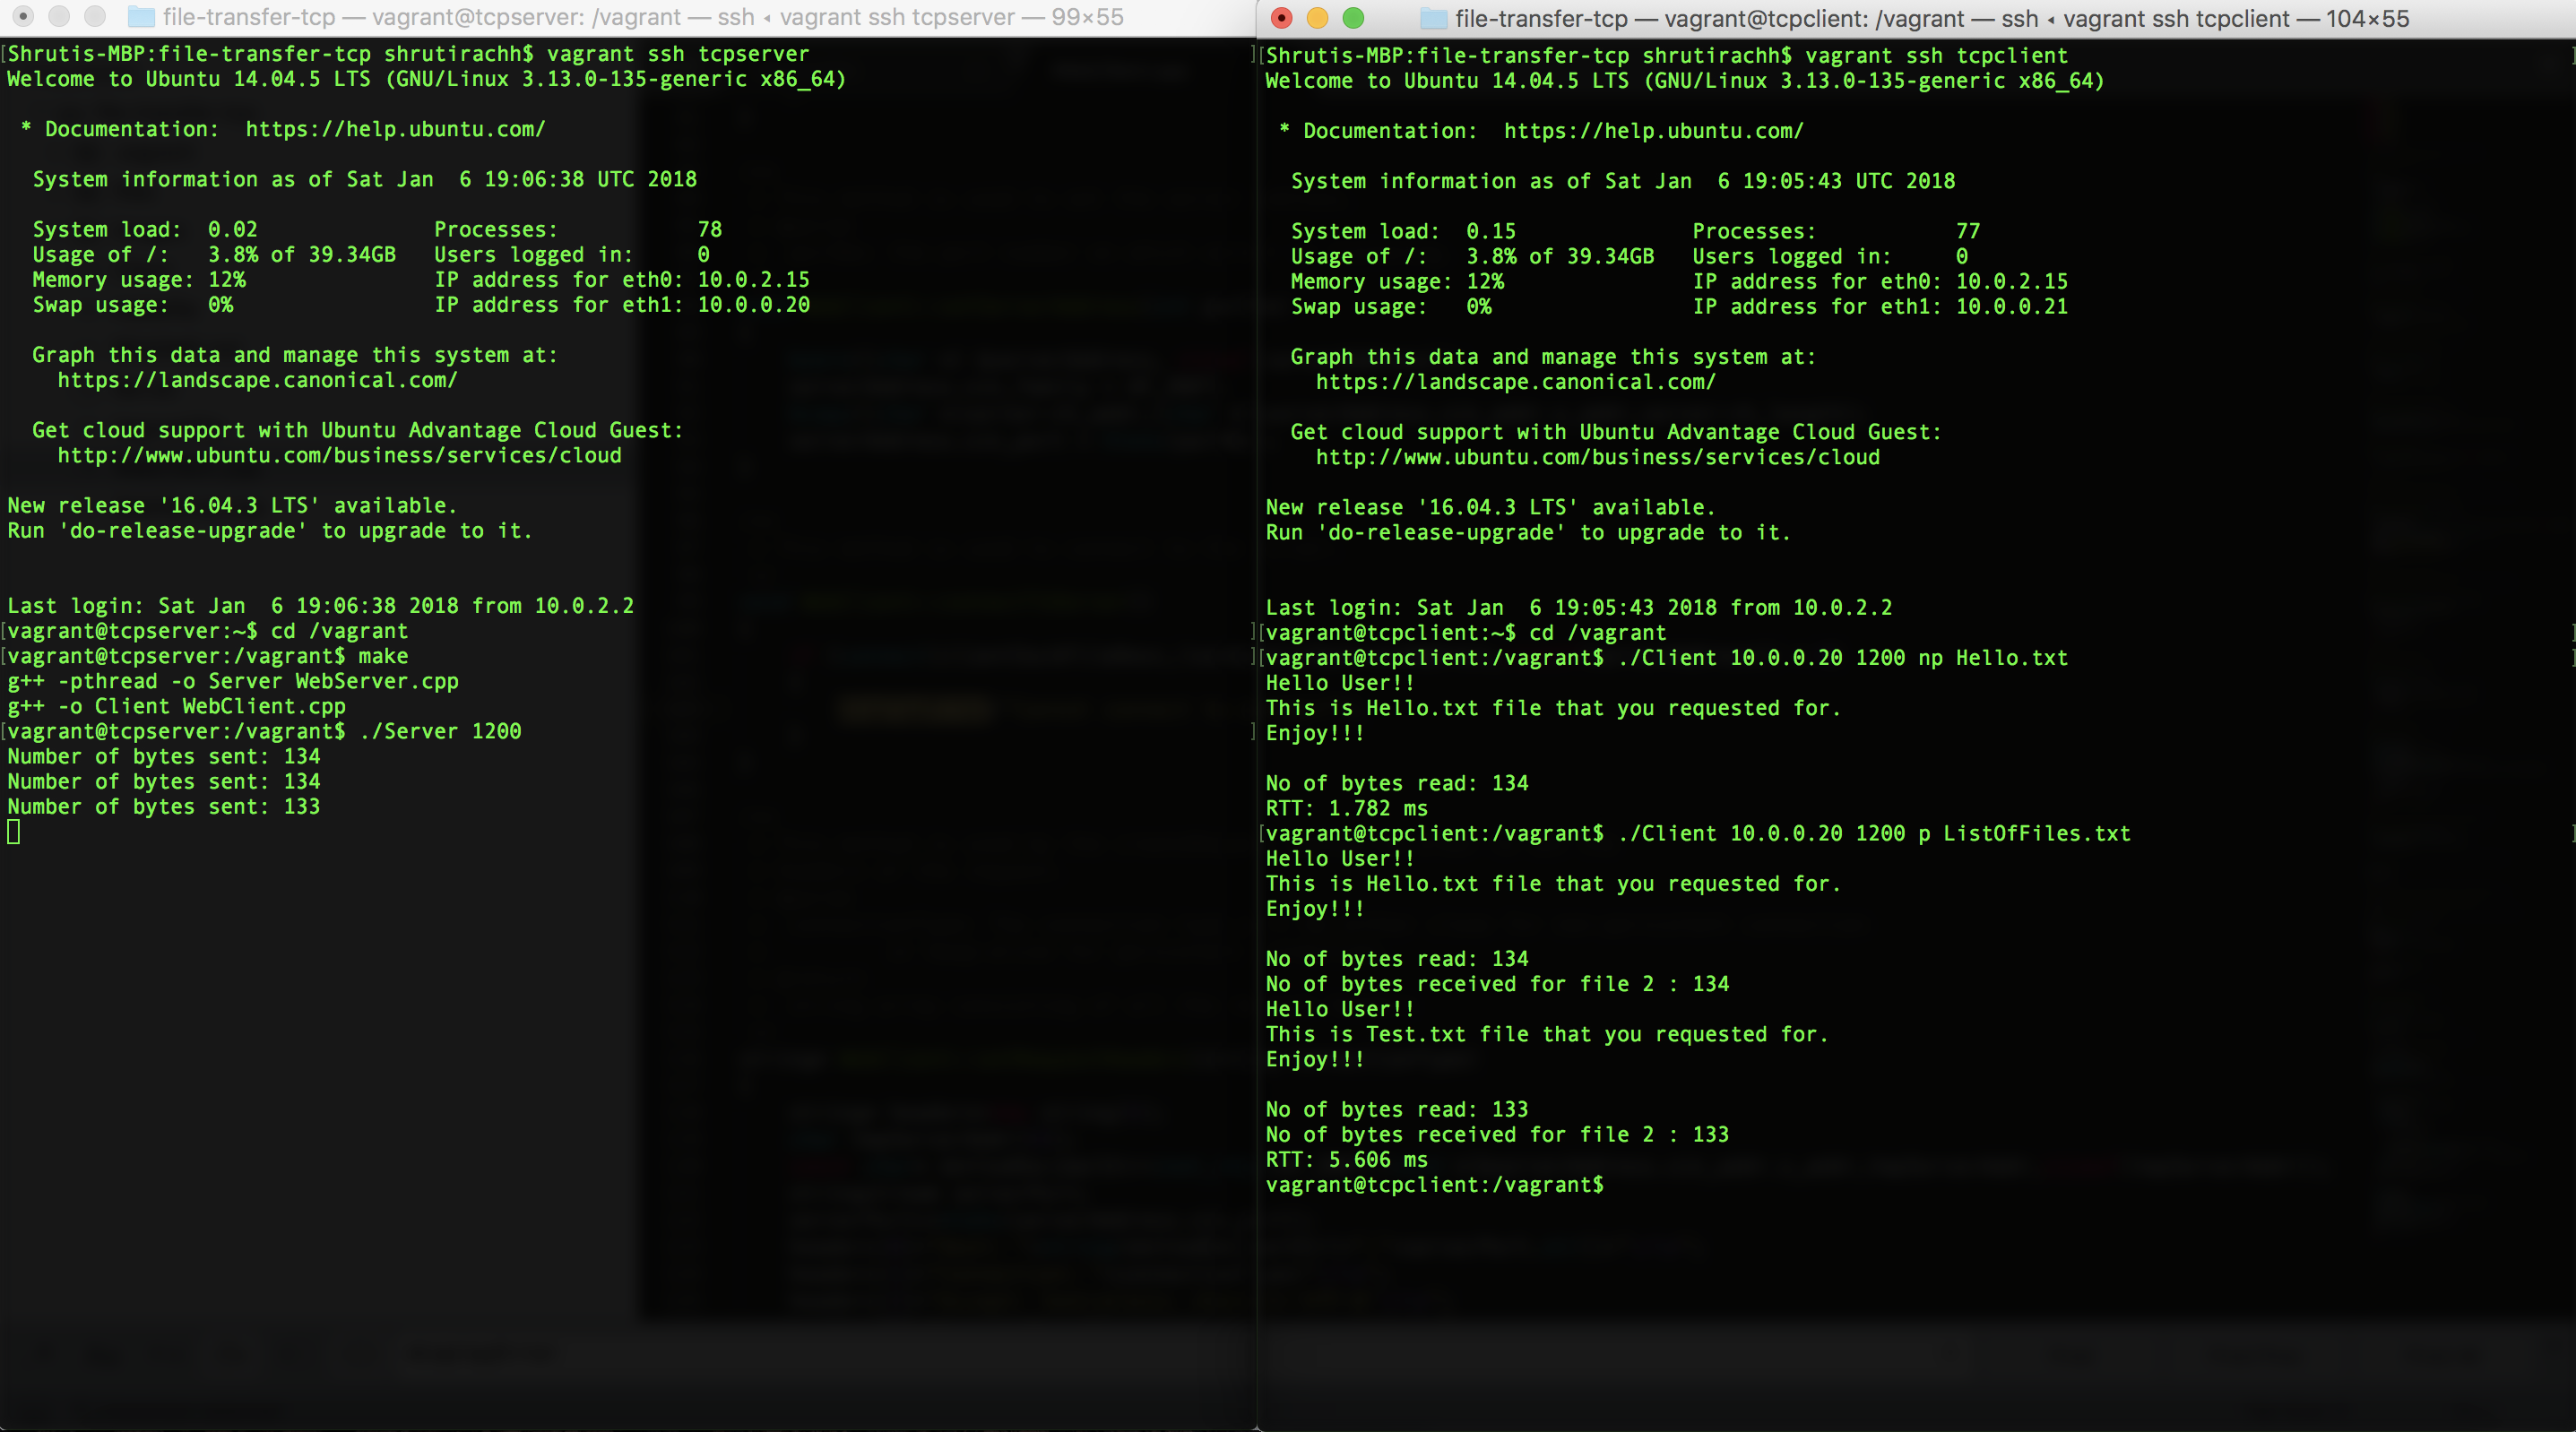 file-transfer-tcp — vagrant@tcpserver: /vagrant — ssh ◂ vagrant ssh tcpserver — 99×55
[Shrutis-MBP:file-transfer-tcp shrutirachh$ vagrant ssh tcpserver ]
Welcome to Ubuntu 14.04.5 LTS (GNU/Linux 3.13.0-135-generic x86_64)
* Documentation:  https://help.ubuntu.com/
System information as of Sat Jan  6 19:06:38 UTC 2018
System load:  0.02              Processes:           78
Usage of /:   3.8% of 39.34GB   Users logged in:     0
Memory usage: 12%               IP address for eth0: 10.0.2.15
Swap usage:   0%                IP address for eth1: 10.0.0.20
Graph this data and manage this system at:
https://landscape.canonical.com/
Get cloud support with Ubuntu Advantage Cloud Guest:
http://www.ubuntu.com/business/services/cloud
New release '16.04.3 LTS' available.
Run 'do-release-upgrade' to upgrade to it.
Last login: Sat Jan  6 19:06:38 2018 from 10.0.2.2
[vagrant@tcpserver:~$ cd /vagrant ]
[vagrant@tcpserver:/vagrant$ make ]
g++ -pthread -o Server WebServer.cpp
g++ -o Client WebClient.cpp
[vagrant@tcpserver:/vagrant$ ./Server 1200 ]
Number of bytes sent: 134
Number of bytes sent: 134
Number of bytes sent: 133
file-transfer-tcp — vagrant@tcpclient: /vagrant — ssh ◂ vagrant ssh tcpclient — 104×55
[Shrutis-MBP:file-transfer-tcp shrutirachh$ vagrant ssh tcpclient ]
Welcome to Ubuntu 14.04.5 LTS (GNU/Linux 3.13.0-135-generic x86_64)
* Documentation:  https://help.ubuntu.com/
System information as of Sat Jan  6 19:05:43 UTC 2018
System load:  0.15              Processes:           77
Usage of /:   3.8% of 39.34GB   Users logged in:     0
Memory usage: 12%               IP address for eth0: 10.0.2.15
Swap usage:   0%                IP address for eth1: 10.0.0.21
Graph this data and manage this system at:
https://landscape.canonical.com/
Get cloud support with Ubuntu Advantage Cloud Guest:
http://www.ubuntu.com/business/services/cloud
New release '16.04.3 LTS' available.
Run 'do-release-upgrade' to upgrade to it.
Last login: Sat Jan  6 19:05:43 2018 from 10.0.2.2
[vagrant@tcpclient:~$ cd /vagrant ]
[vagrant@tcpclient:/vagrant$ ./Client 10.0.0.20 1200 np Hello.txt ]
Hello User!!
This is Hello.txt file that you requested for.
Enjoy!!!
No of bytes read: 134
RTT: 1.782 ms
[vagrant@tcpclient:/vagrant$ ./Client 10.0.0.20 1200 p ListOfFiles.txt ]
Hello User!!
This is Hello.txt file that you requested for.
Enjoy!!!
No of bytes read: 134
No of bytes received for file 2 : 134
Hello User!!
This is Test.txt file that you requested for.
Enjoy!!!
No of bytes read: 133
No of bytes received for file 2 : 133
RTT: 5.606 ms
vagrant@tcpclient:/vagrant$